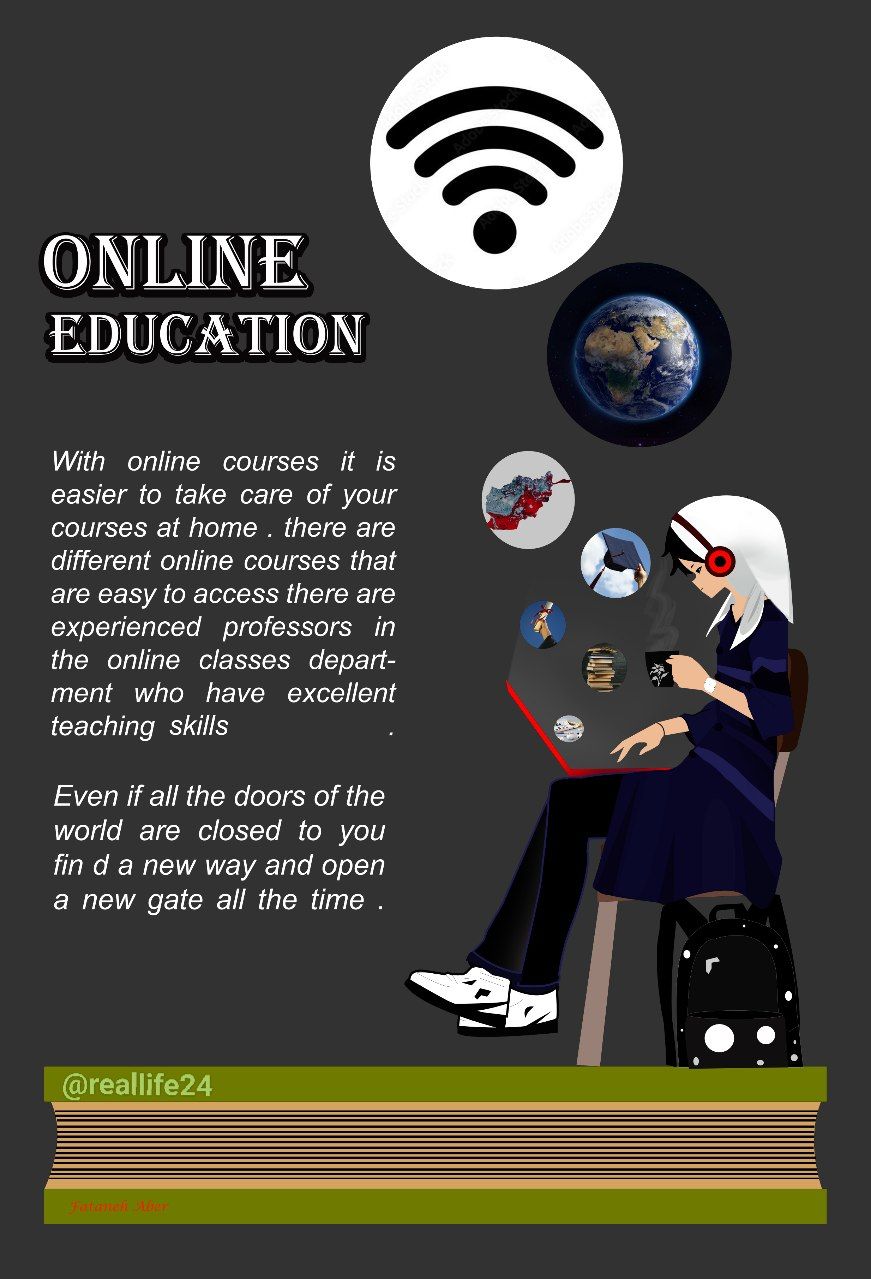 ONLINE
EDUCATION
With online courses it is
easier to take care of your
courses at home . there are
different online courses that
are easy to access there are
experienced professors in
the online classes depart-
ment who have excellent
teaching skills .
Even if all the doors of the
world are closed to you
fin d a new way and open
a new gate all the time .
@reallife24
Fataneh Aber